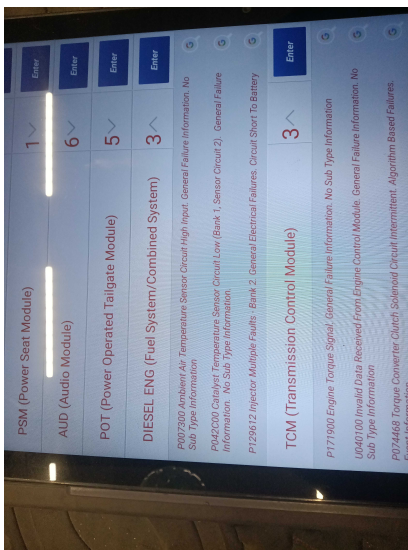 PSM (Power Seat Module)
1
Enter
AUD (Audio Module)
6
Enter
POT (Power Operated Tailgate Module)
5
Enter
DIESEL ENG (Fuel System/Combined System)
3
Enter
P007300 Ambient Air Temperature Sensor Circuit High Input. General Failure Information. No
Sub Type Information
P042C00 Catalyst Temperature Sensor Circuit Low (Bank 1, Sensor Circuit 2). General Failure
Information. No Sub Type Information.
P129612 Injector Multiple Faults - Bank 2. General Electrical Failures. Circuit Short To Battery
TCM (Transmission Control Module)
3
Enter
P171900 Engine Torque Signal. General Failure Information. No Sub Type Information
U040100 Invalid Data Received From Engine Control Module. General Failure Information. No
Sub Type Information
P074468 Torque Converter Clutch Solenoid Circuit Intermittent. Algorithm Based Failures.